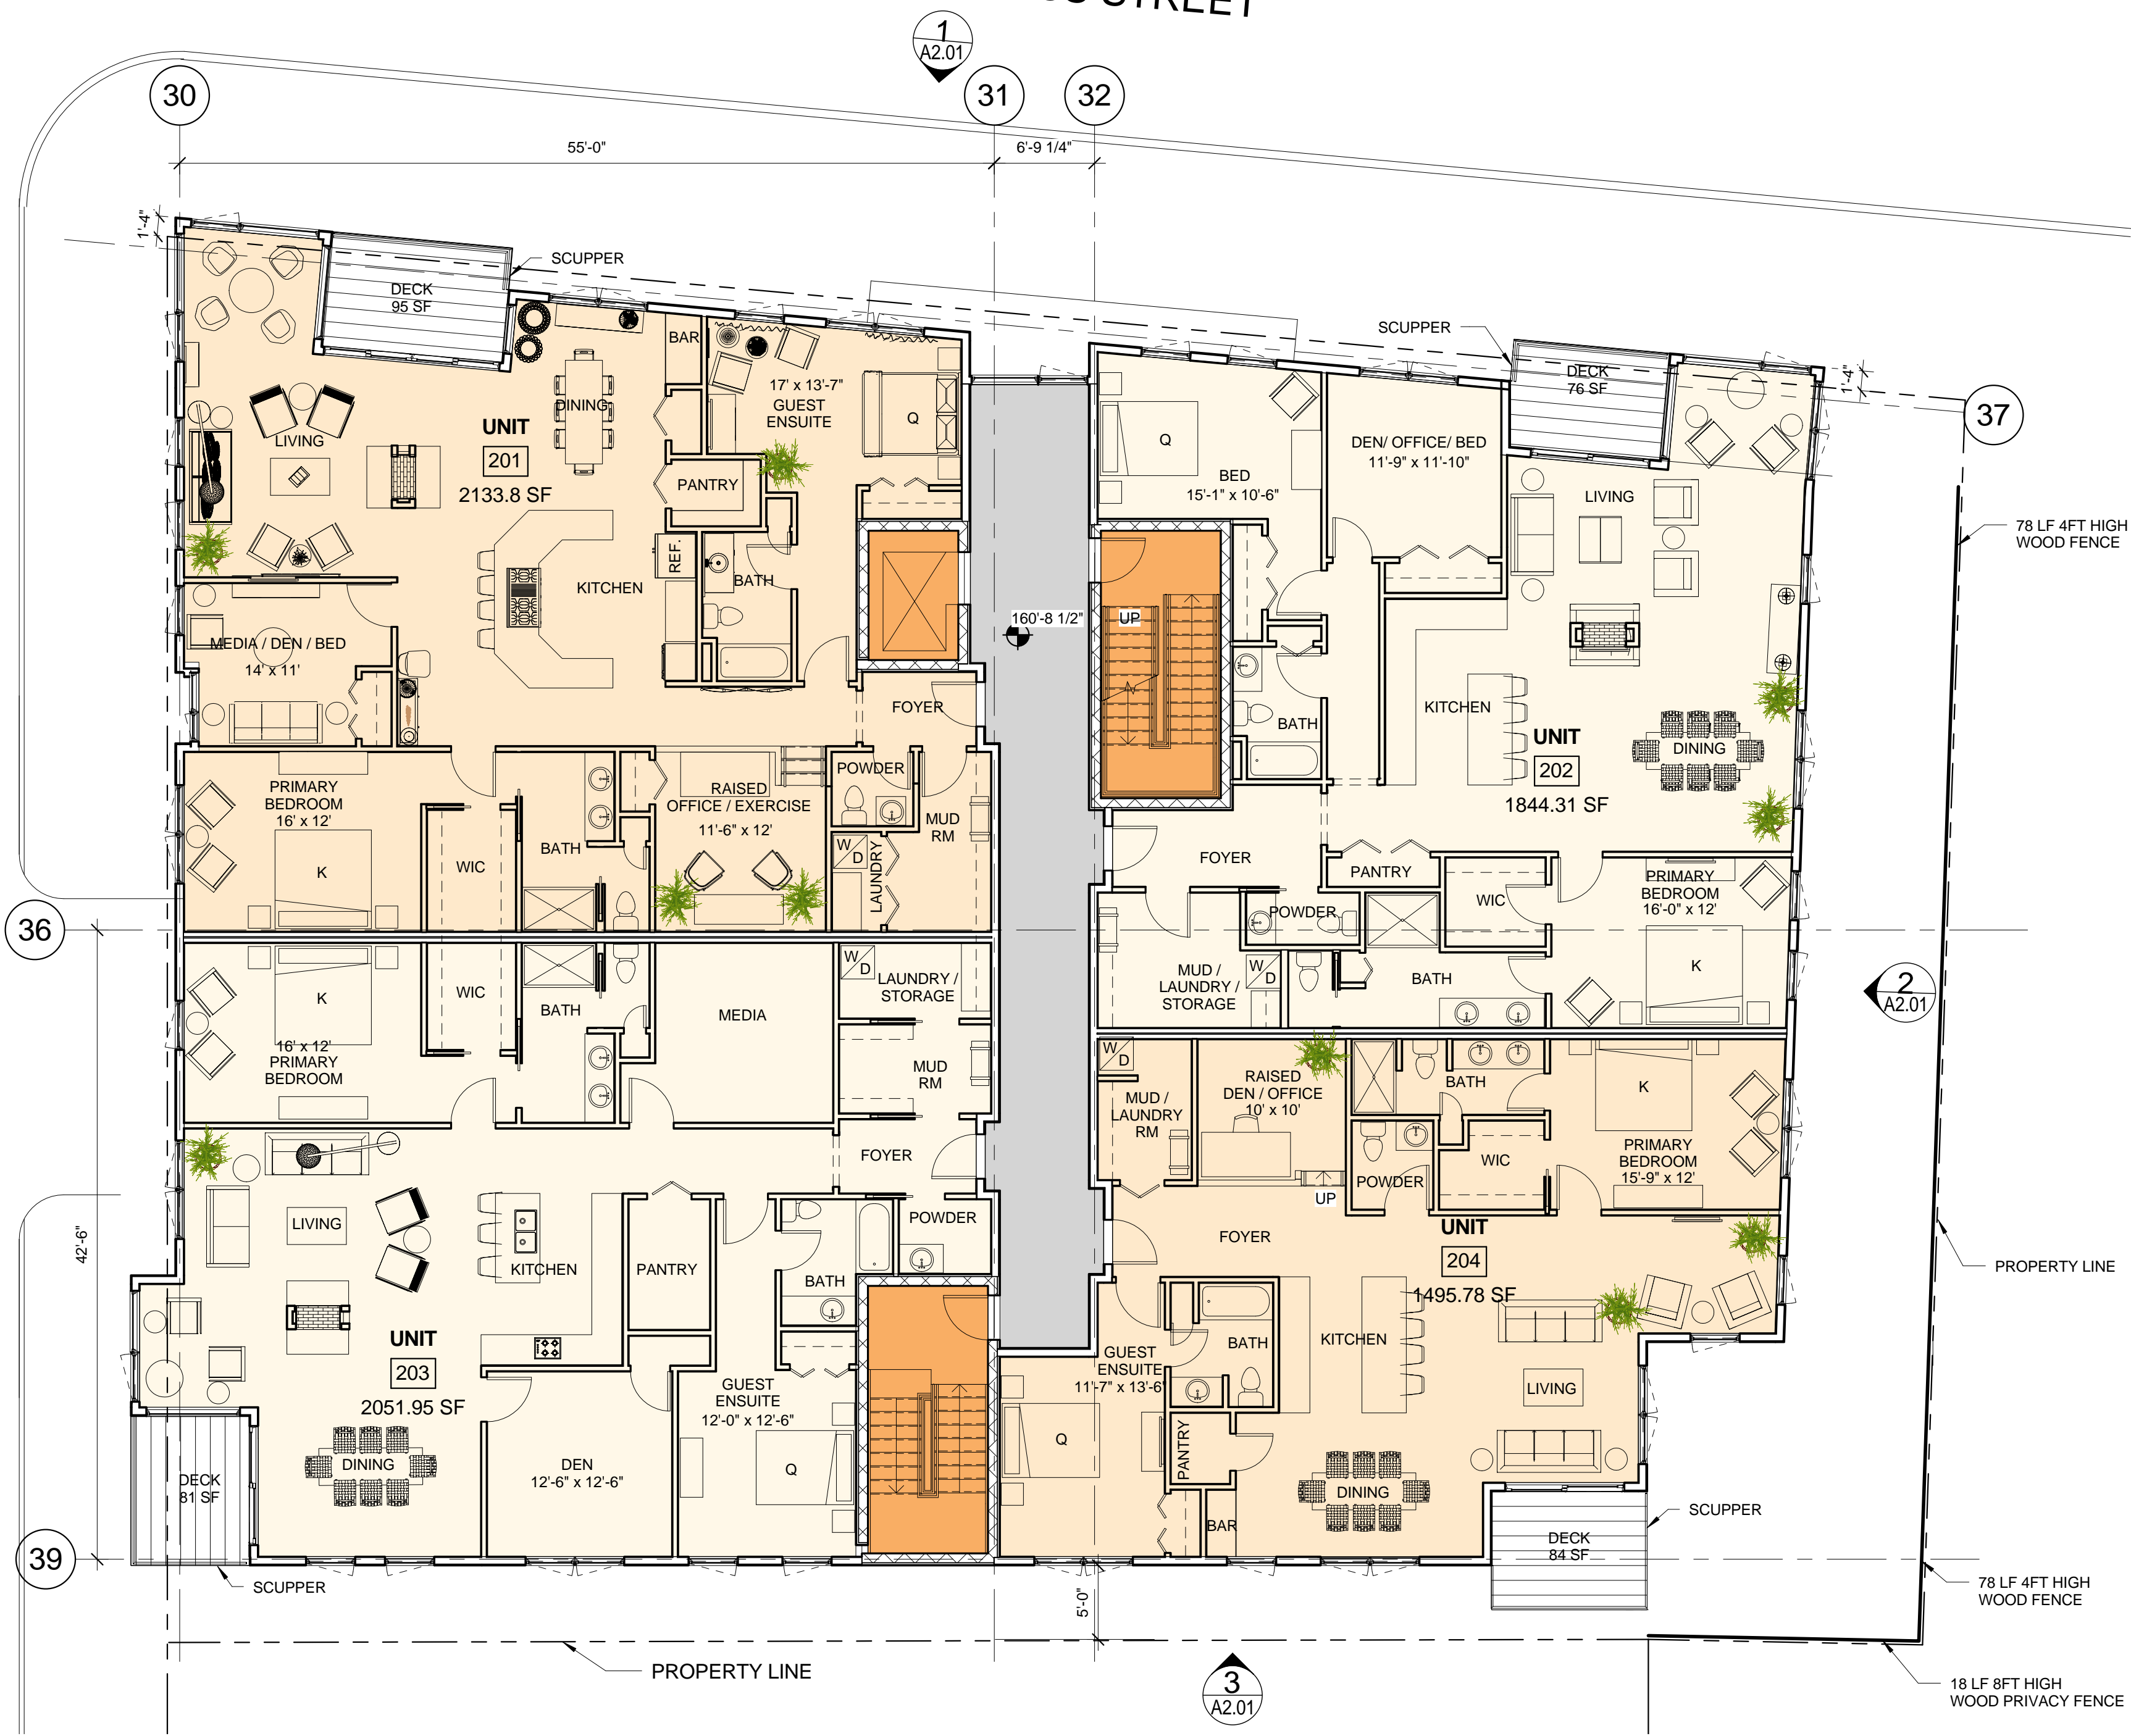 STREET
1
A2.01
30
31
32
55'-0"
6'-9 1/4"
1'-4"
SCUPPER
DECK
95 SF
BAR
17' x 13'-7"
GUEST
ENSUITE
Q
DINING
LIVING
UNIT
201
2133.8 SF
PANTRY
REF.
BATH
KITCHEN
MEDIA / DEN / BED
14' x 11'
FOYER
PRIMARY
BEDROOM
16' x 12'
K
WIC
BATH
RAISED
OFFICE / EXERCISE
11'-6" x 12'
POWDER
MUD
RM
W
D
LAUNDRY
160'-8 1/2"
UP
SCUPPER
DECK
76 SF
1'-4"
37
Q
BED
15'-1" x 10'-6"
DEN/ OFFICE/ BED
11'-9" x 11'-10"
LIVING
78 LF 4FT HIGH
WOOD FENCE
BATH
KITCHEN
UNIT
202
1844.31 SF
DINING
FOYER
PANTRY
WIC
PRIMARY
BEDROOM
16'-0" x 12'
K
POWDER
MUD /
LAUNDRY /
STORAGE
W
D
BATH
2
A2.01
36
42'-6"
K
16' x 12'
PRIMARY
BEDROOM
WIC
BATH
MEDIA
W
D
LAUNDRY /
STORAGE
MUD
RM
FOYER
LIVING
KITCHEN
PANTRY
BATH
POWDER
UNIT
203
2051.95 SF
GUEST
ENSUITE
12'-0" x 12'-6"
Q
DEN
12'-6" x 12'-6"
DINING
DECK
81 SF
SCUPPER
39
W
D
MUD /
LAUNDRY
RM
RAISED
DEN / OFFICE
10' x 10'
UP
BATH
POWDER
WIC
K
PRIMARY
BEDROOM
15'-9" x 12'
FOYER
UNIT
204
1495.78 SF
PROPERTY LINE
GUEST
ENSUITE
11'-7" x 13'-6"
Q
BATH
KITCHEN
LIVING
PANTRY
BAR
DINING
DECK
84 SF
SCUPPER
5'-0"
78 LF 4FT HIGH
WOOD FENCE
PROPERTY LINE
3
A2.01
18 LF 8FT HIGH
WOOD PRIVACY FENCE